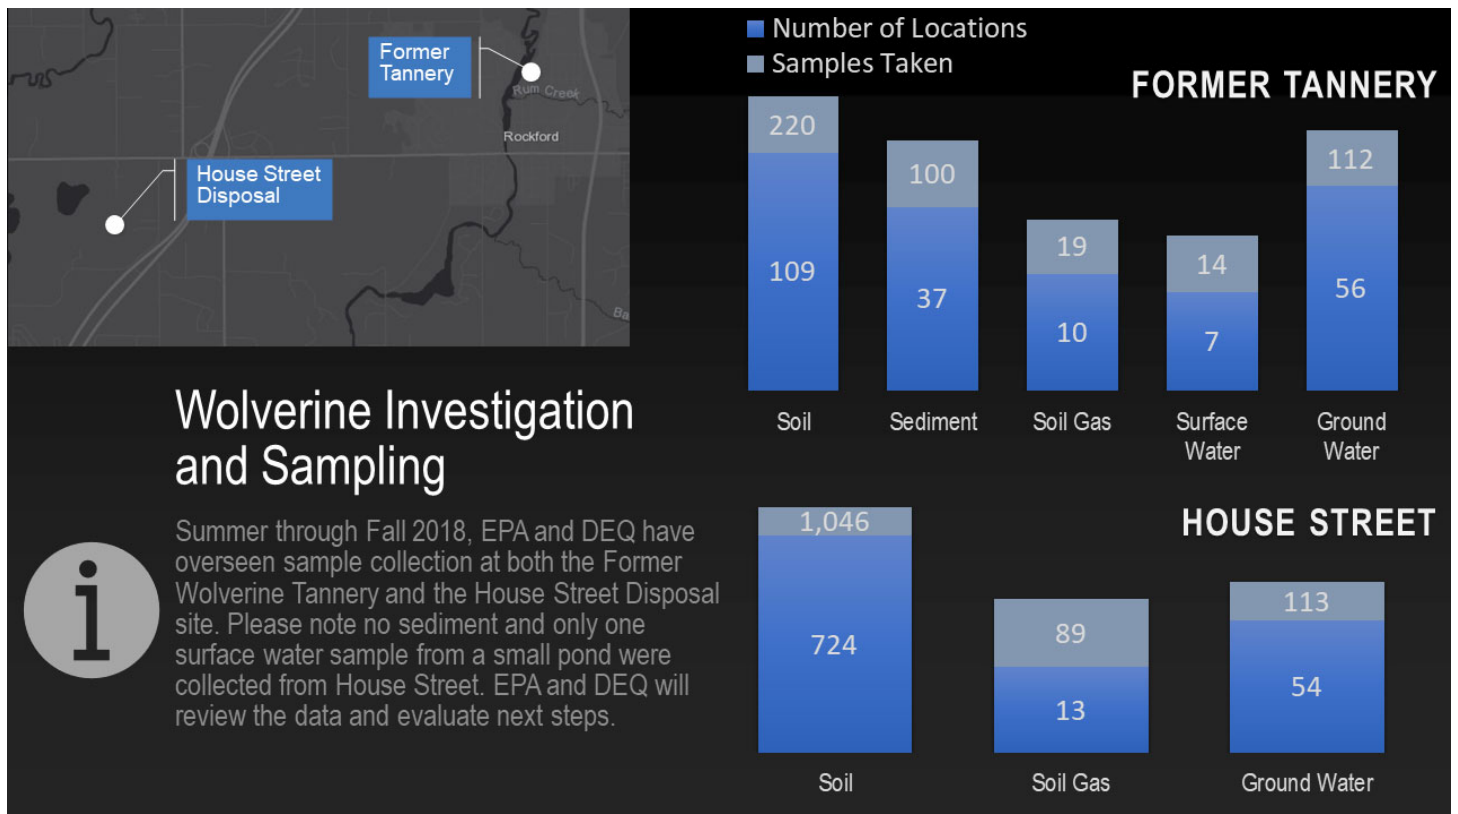 Former
Tannery
Rum Creek
Rockford
House Street
Disposal
Ba
Wolverine Investigation
and Sampling
Summer through Fall 2018, EPA and DEQ have
overseen sample collection at both the Former
Wolverine Tannery and the House Street Disposal
site. Please note no sediment and only one
surface water sample from a small pond were
collected from House Street. EPA and DEQ will
review the data and evaluate next steps.
Number of Locations
Samples Taken
FORMER TANNERY
220
109
100
37
19
10
14
7
112
56
Soil
Sediment
Soil Gas
Surface
Water
Ground
Water
HOUSE STREET
1,046
724
89
13
113
54
Soil
Soil Gas
Ground Water